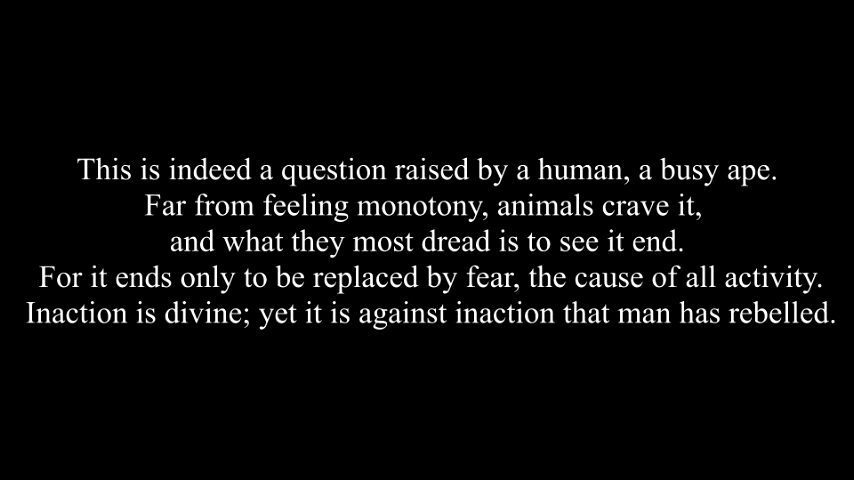 This is indeed a question raised by a human, a busy ape.
Far from feeling monotony, animals crave it,
and what they most dread is to see it end.
For it ends only to be replaced by fear, the cause of all activity.
Inaction is divine; yet it is against inaction that man has rebelled.